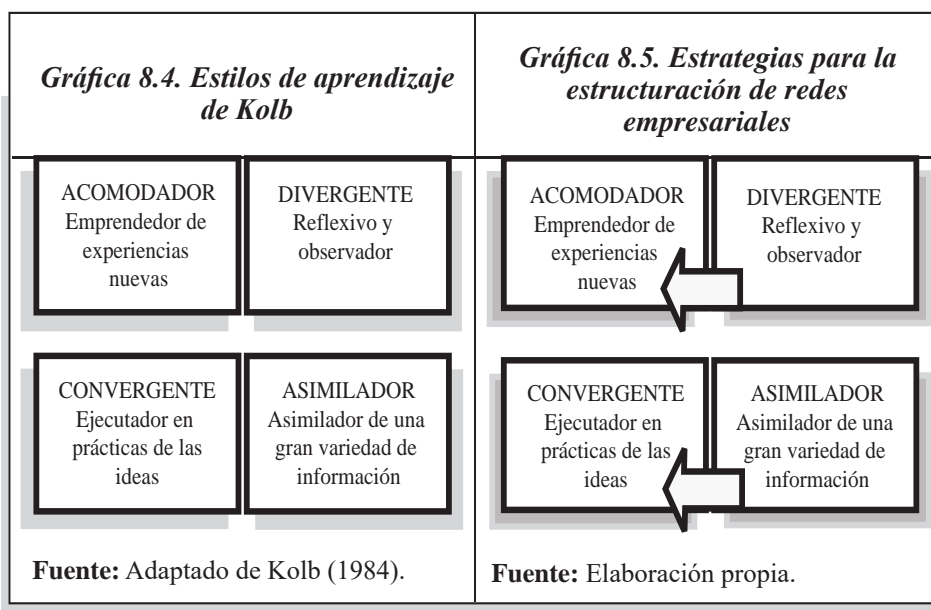 Gráfica 8.4. Estilos de aprendizaje
de Kolb
ACOMODADOR
Emprendedor de
experiencias
nuevas
DIVERGENTE
Reflexivo y
observador
CONVERGENTE
Ejecutador en
prácticas de las
ideas
ASIMILADOR
Asimilador de una
gran variedad de
información
Fuente: Adaptado de Kolb (1984).
Gráfica 8.5. Estrategias para la
estructuración de redes
empresariales
ACOMODADOR
Emprendedor de
experiencias
nuevas
DIVERGENTE
Reflexivo y
observador
CONVERGENTE
Ejecutador en
prácticas de las
ideas
ASIMILADOR
Asimilador de una
gran variedad de
información
Fuente: Elaboración propia.